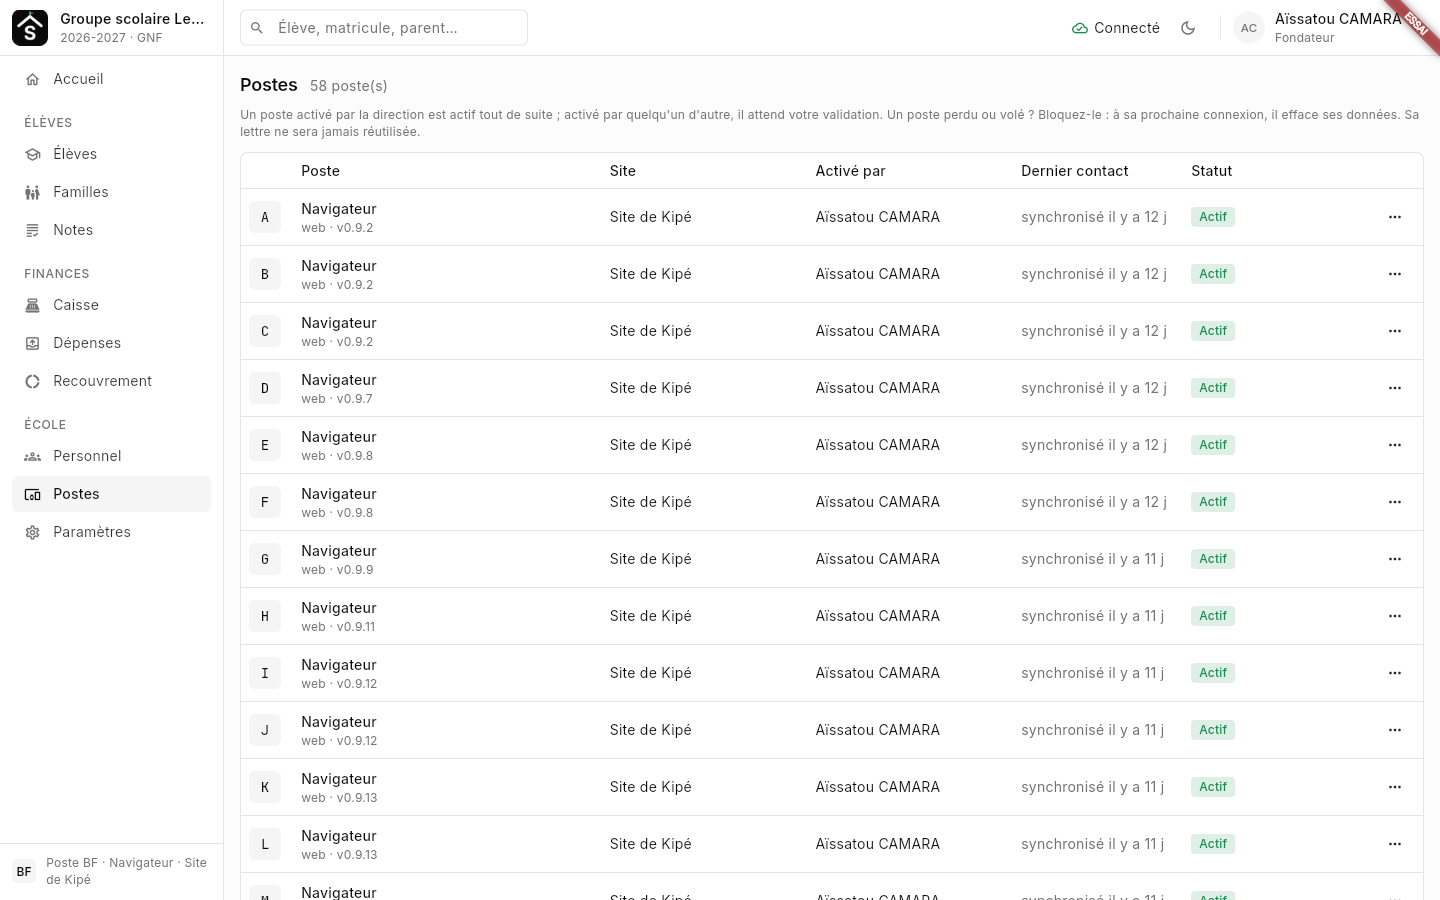 Groupe scolaire Le...
2026-2027 · GNF
Élève, matricule, parent...
Connecté
AC
Aïssatou CAMARA
Fondateur
ESSAI
Accueil
ÉLÈVES
Élèves
Familles
Notes
FINANCES
Caisse
Dépenses
Recouvrement
ÉCOLE
Personnel
Postes
Paramètres
BF
Poste BF · Navigateur · Site
de Kipé
Postes 58 poste(s)
Un poste activé par la direction est actif tout de suite ; activé par quelqu'un d'autre, il attend votre validation. Un poste perdu ou volé ? Bloquez-le : à sa prochaine connexion, il efface ses données. Sa
lettre ne sera jamais réutilisée.
Poste Site Activé par Dernier contact Statut
A Navigateur Site de Kipé Aïssatou CAMARA synchronisé il y a 12 j Actif
web · v0.9.2
B Navigateur Site de Kipé Aïssatou CAMARA synchronisé il y a 12 j Actif
web · v0.9.2
C Navigateur Site de Kipé Aïssatou CAMARA synchronisé il y a 12 j Actif
web · v0.9.2
D Navigateur Site de Kipé Aïssatou CAMARA synchronisé il y a 12 j Actif
web · v0.9.7
E Navigateur Site de Kipé Aïssatou CAMARA synchronisé il y a 12 j Actif
web · v0.9.8
F Navigateur Site de Kipé Aïssatou CAMARA synchronisé il y a 12 j Actif
web · v0.9.8
G Navigateur Site de Kipé Aïssatou CAMARA synchronisé il y a 11 j Actif
web · v0.9.9
H Navigateur Site de Kipé Aïssatou CAMARA synchronisé il y a 11 j Actif
web · v0.9.11
I Navigateur Site de Kipé Aïssatou CAMARA synchronisé il y a 11 j Actif
web · v0.9.12
J Navigateur Site de Kipé Aïssatou CAMARA synchronisé il y a 11 j Actif
web · v0.9.12
K Navigateur Site de Kipé Aïssatou CAMARA synchronisé il y a 11 j Actif
web · v0.9.13
L Navigateur Site de Kipé Aïssatou CAMARA synchronisé il y a 11 j Actif
web · v0.9.13
M Navigateur Site de Kipé Aïssatou CAMARA synchronisé il y a 11 j Actif